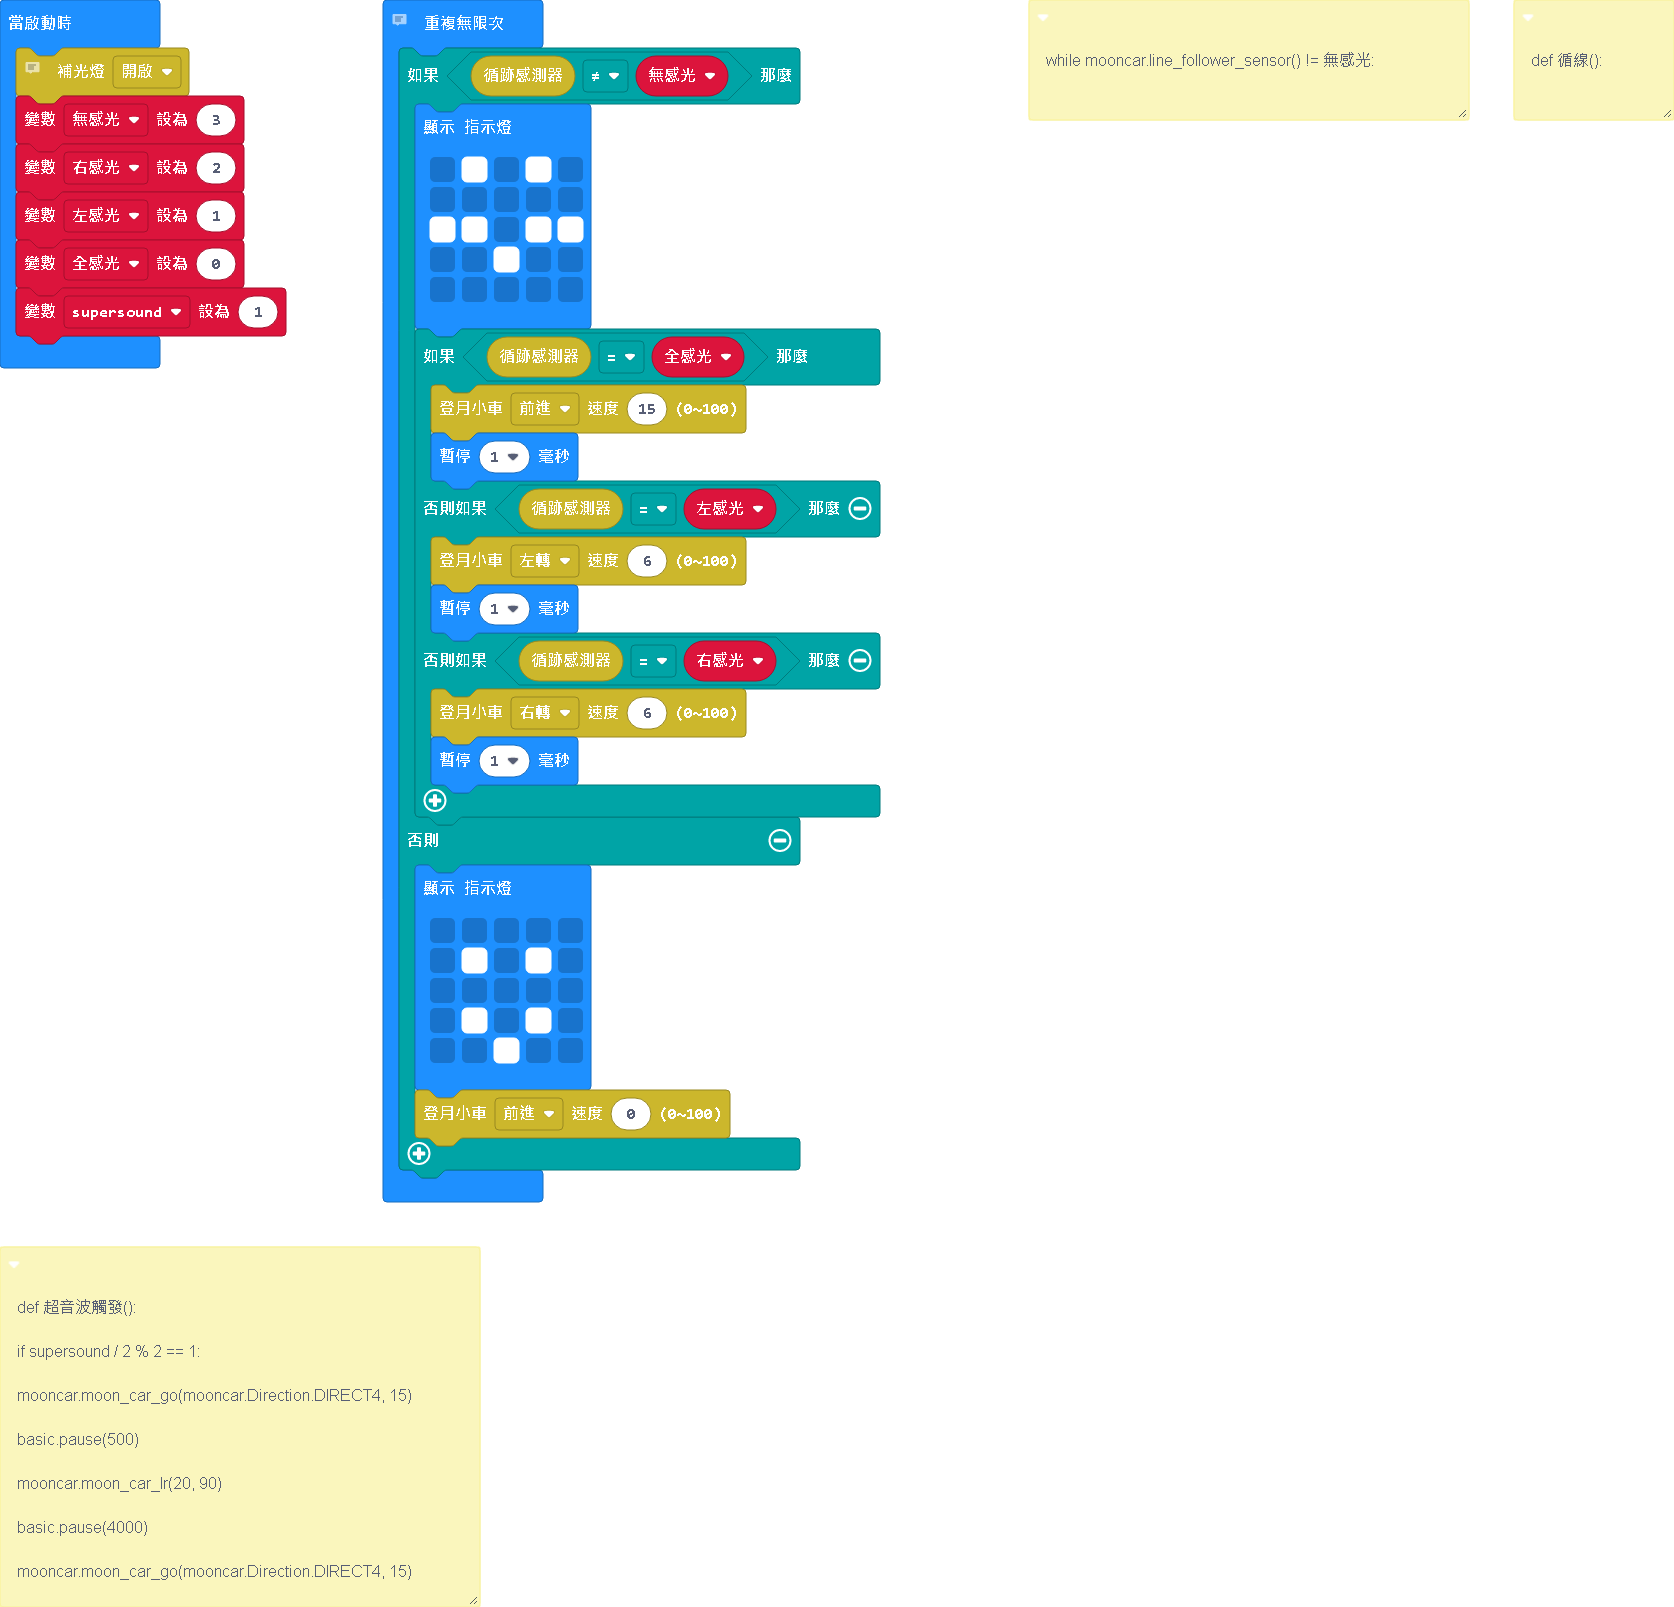 當啟動時
補光燈 開啟
變數 無感光 設為 3
變數 右感光 設為 2
變數 左感光 設為 1
變數 全感光 設為 0
變數 supersound 設為 1
重複無限次
如果 循跡感測器 ≠ 無感光 那麼
顯示 指示燈
如果 循跡感測器 = 全感光 那麼
登月小車 前進 速度 15 (0~100)
暫停 1 毫秒
否則如果 循跡感測器 = 左感光 那麼
登月小車 左轉 速度 6 (0~100)
暫停 1 毫秒
否則如果 循跡感測器 = 右感光 那麼
登月小車 右轉 速度 6 (0~100)
暫停 1 毫秒
否則
顯示 指示燈
登月小車 前進 速度 0 (0~100)
while mooncar.line_follower_sensor() != 無感光:
def 循線():
def 超音波觸發():
if supersound / 2 % 2 == 1:
mooncar.moon_car_go(mooncar.Direction.DIRECT4, 15)
basic.pause(500)
mooncar.moon_car_lr(20, 90)
basic.pause(4000)
mooncar.moon_car_go(mooncar.Direction.DIRECT4, 15)